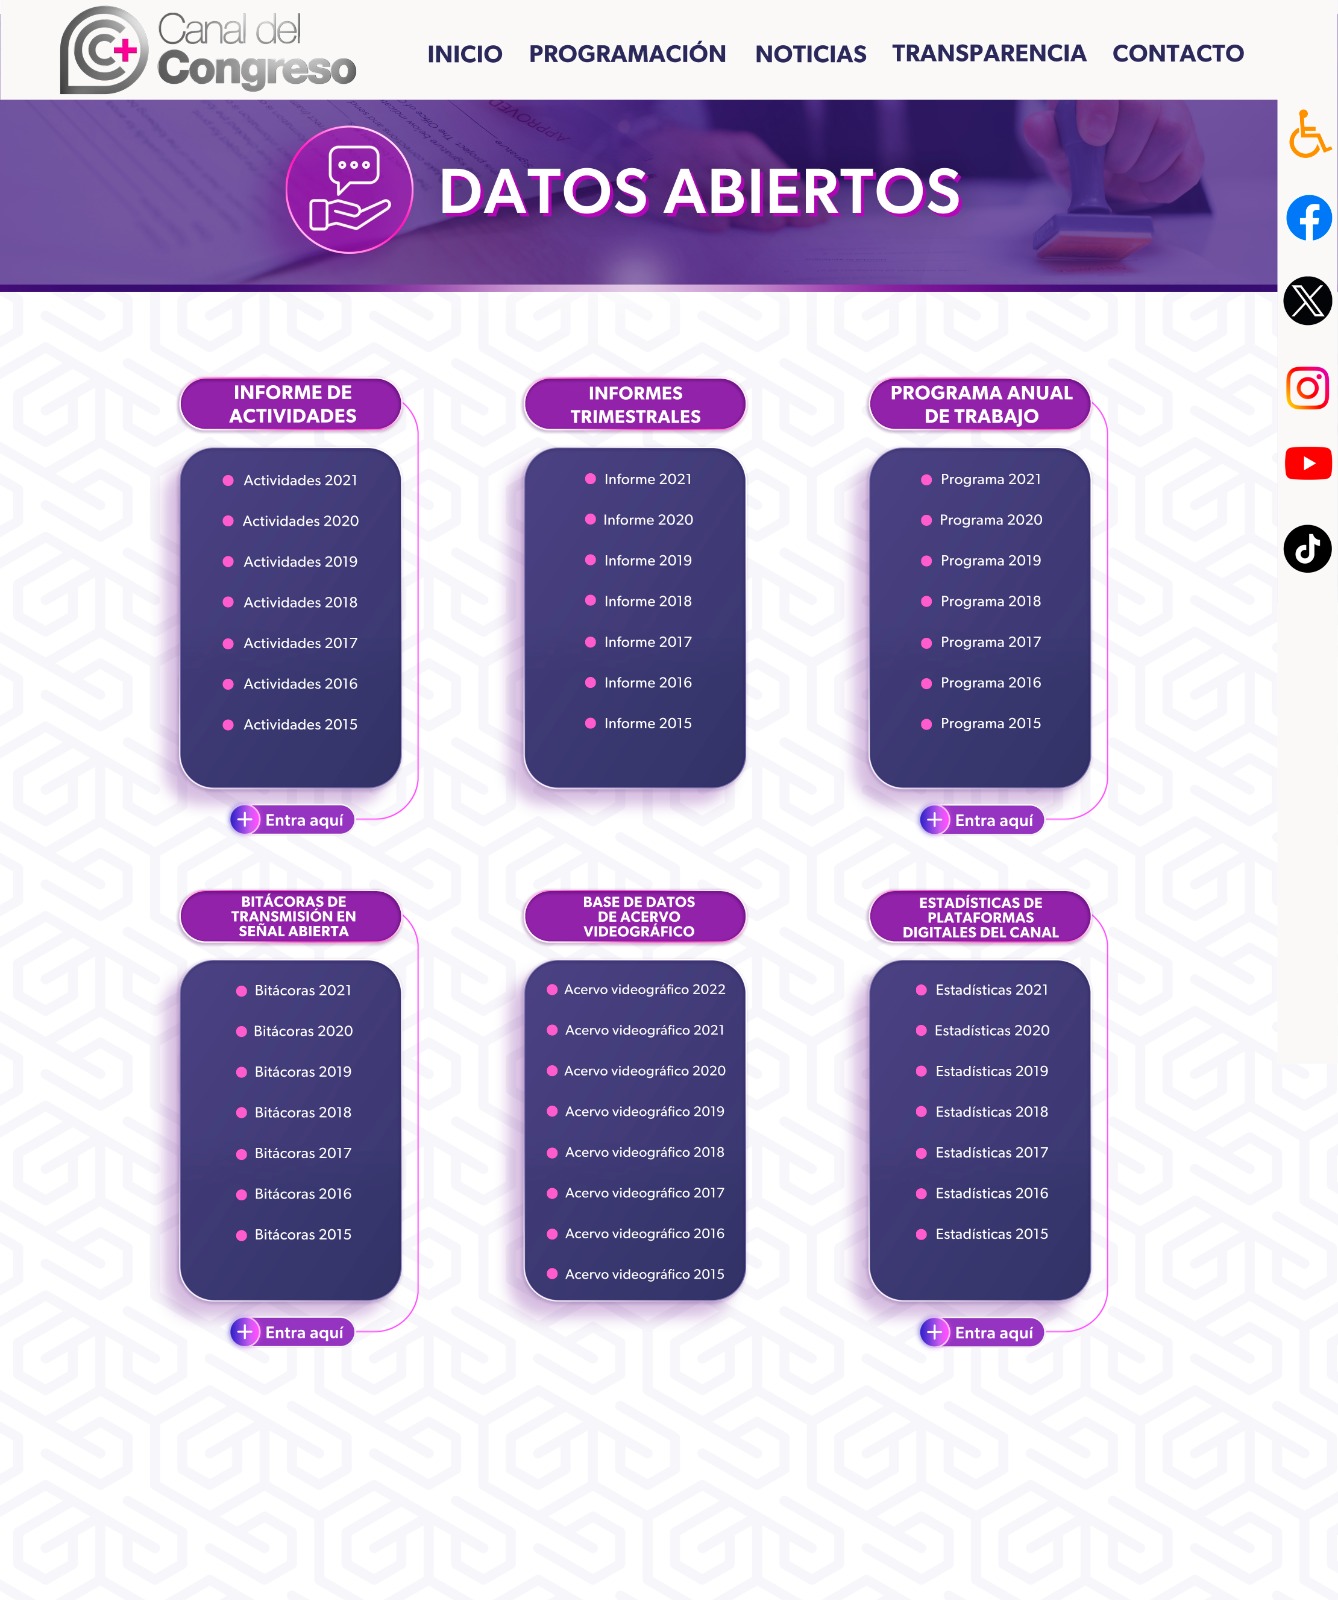 Canal del
Congreso
INICIO PROGRAMACIÓN NOTICIAS TRANSPARENCIA CONTACTO
APPROVED
DATOS ABIERTOS
INFORME DE
ACTIVIDADES
Actividades 2021
Actividades 2020
Actividades 2019
Actividades 2018
Actividades 2017
Actividades 2016
Actividades 2015
Entra aquí
INFORMES
TRIMESTRALES
Informe 2021
Informe 2020
Informe 2019
Informe 2018
Informe 2017
Informe 2016
Informe 2015
PROGRAMA ANUAL
DE TRABAJO
Programa 2021
Programa 2020
Programa 2019
Programa 2018
Programa 2017
Programa 2016
Programa 2015
Entra aquí
BITÁCORAS DE
TRANSMISIÓN EN
SEÑAL ABIERTA
Bitácoras 2021
Bitácoras 2020
Bitácoras 2019
Bitácoras 2018
Bitácoras 2017
Bitácoras 2016
Bitácoras 2015
Entra aquí
BASE DE DATOS
DE ACERVO
VIDEOGRÁFICO
Acervo videográfico 2022
Acervo videográfico 2021
Acervo videográfico 2020
Acervo videográfico 2019
Acervo videográfico 2018
Acervo videográfico 2017
Acervo videográfico 2016
Acervo videográfico 2015
ESTADÍSTICAS DE
PLATAFORMAS
DIGITALES DEL CANAL
Estadísticas 2021
Estadísticas 2020
Estadísticas 2019
Estadísticas 2018
Estadísticas 2017
Estadísticas 2016
Estadísticas 2015
Entra aquí